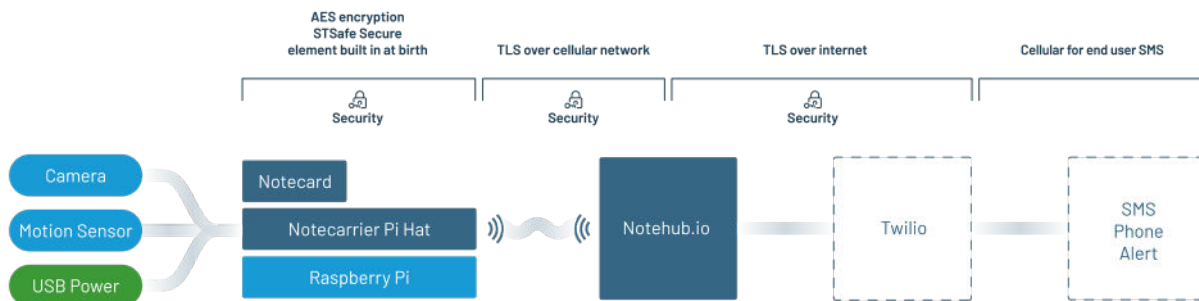 AES encryption
STSafe Secure
element built in at birth
TLS over cellular network
TLS over internet
Cellular for end user SMS
Security
Security
Security
Camera
Motion Sensor
USB Power
Notecard
Notecarrier Pi Hat
Raspberry Pi
Notehub.io
Twilio
SMS
Phone
Alert